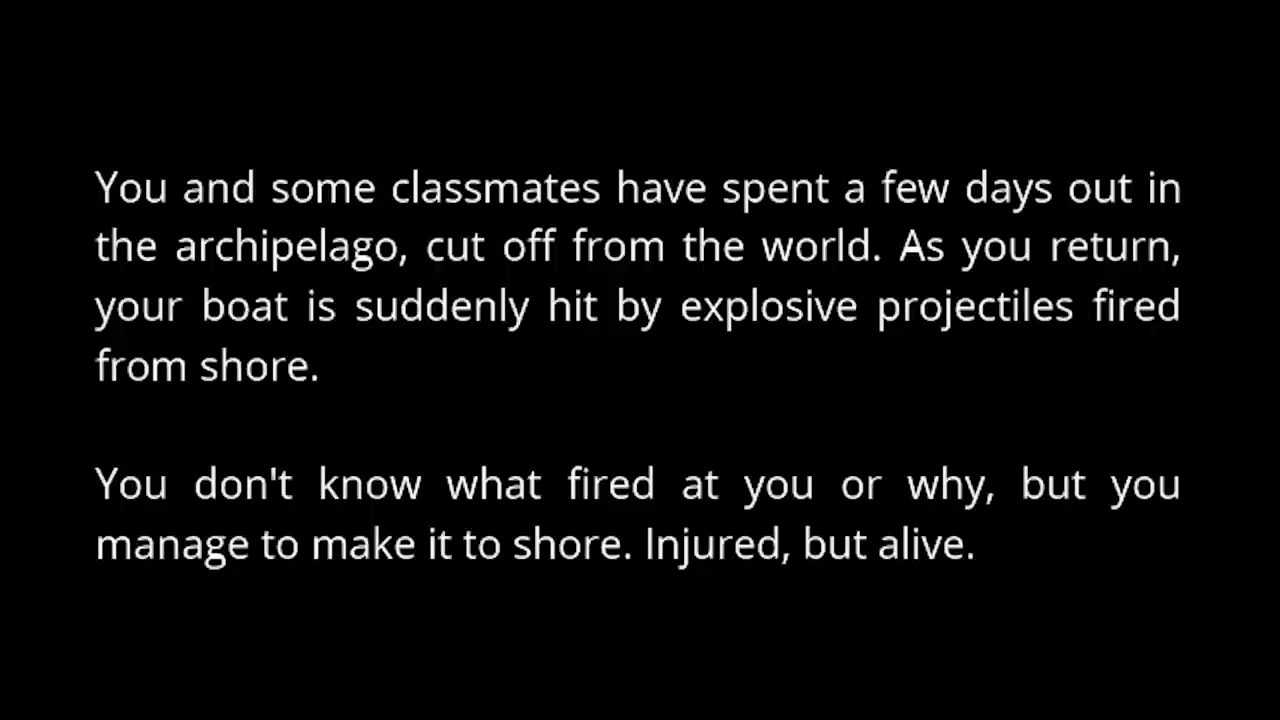 You and some classmates have spent a few days out in
the archipelago, cut off from the world. As you return,
your boat is suddenly hit by explosive projectiles fired
from shore.
You don't know what fired at you or why, but you
manage to make it to shore. Injured, but alive.